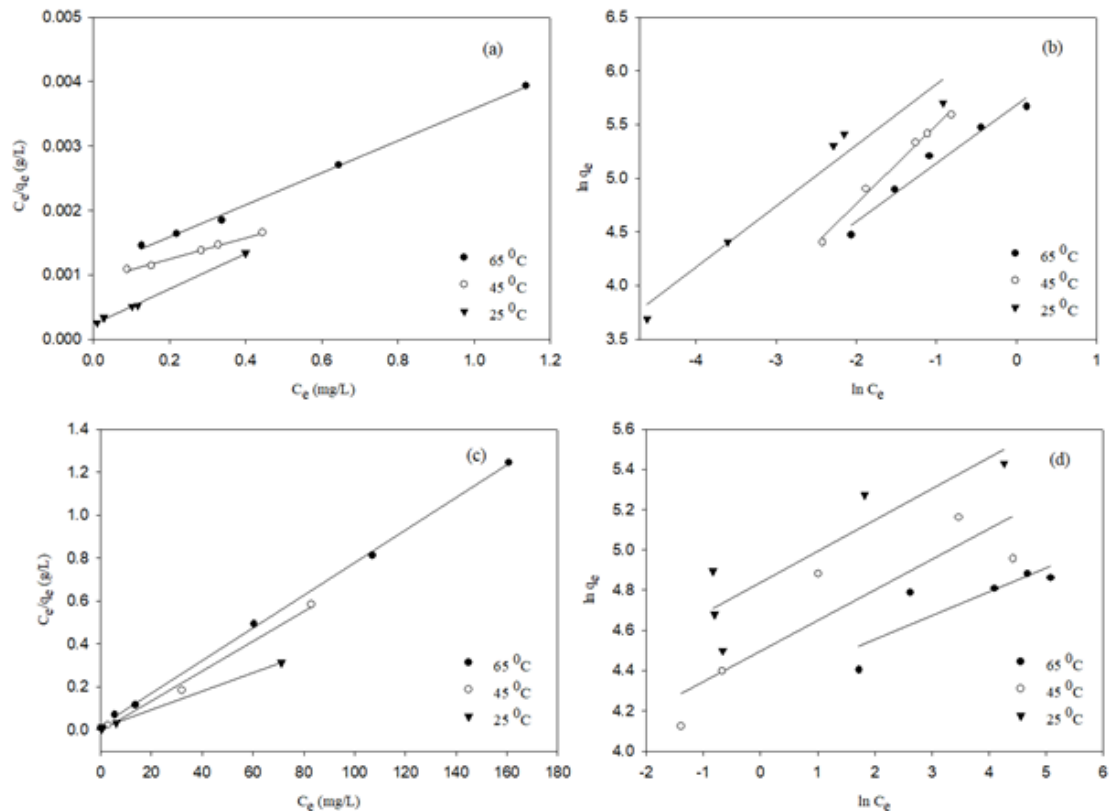 0.005
0.004
0.003
0.002
0.001
0.000
Ce/qe (g/L)
(a)
65 ⁰C
45 ⁰C
25 ⁰C
0.0 0.2 0.4 0.6 0.8 1.0 1.2
Ce (mg/L)
6.5
6.0
5.5
5.0
4.5
4.0
3.5
ln qe
(b)
65 ⁰C
45 ⁰C
25 ⁰C
-4 -3 -2 -1 0 1
ln Ce
1.4
1.2
1.0
0.8
0.6
0.4
0.2
0.0
Ce/qe (g/L)
(c)
65 ⁰C
45 ⁰C
25 ⁰C
0 20 40 60 80 100 120 140 160 180
Ce (mg/L)
5.6
5.4
5.2
5.0
4.8
4.6
4.4
4.2
4.0
ln qe
(d)
65 ⁰C
45 ⁰C
25 ⁰C
-2 -1 0 1 2 3 4 5 6
ln Ce